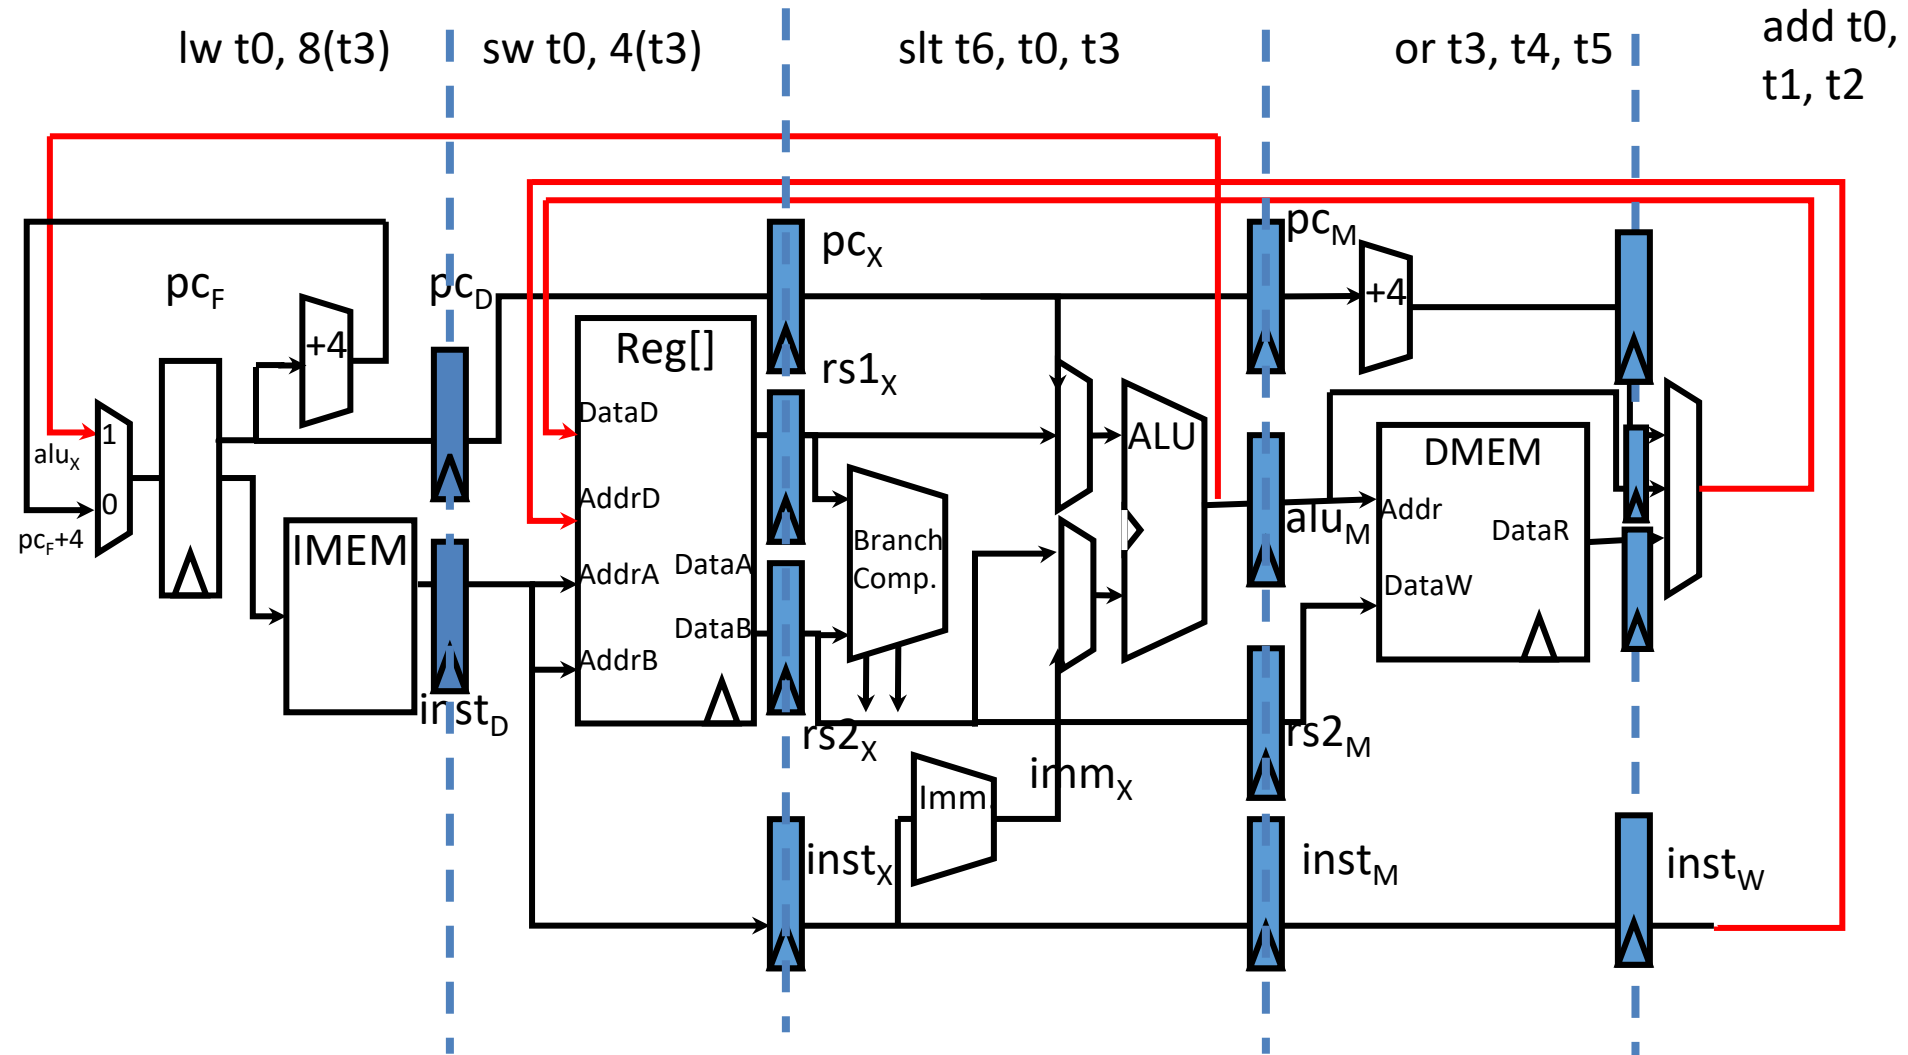 lw t0, 8(t3)
sw t0, 4(t3)
slt t6, t0, t3
or t3, t4, t5
add t0,
t1, t2
pcF
+4
pcD
1
aluX
0
pcF+4
IMEM
instD
Reg[]
DataD
AddrD
AddrA
DataA
DataB
AddrB
pcX
rs1X
Branch
Comp.
rs2X
Imm.
immX
instX
ALU
pcM
+4
aluM
DMEM
Addr
DataR
DataW
rs2M
instM
instW